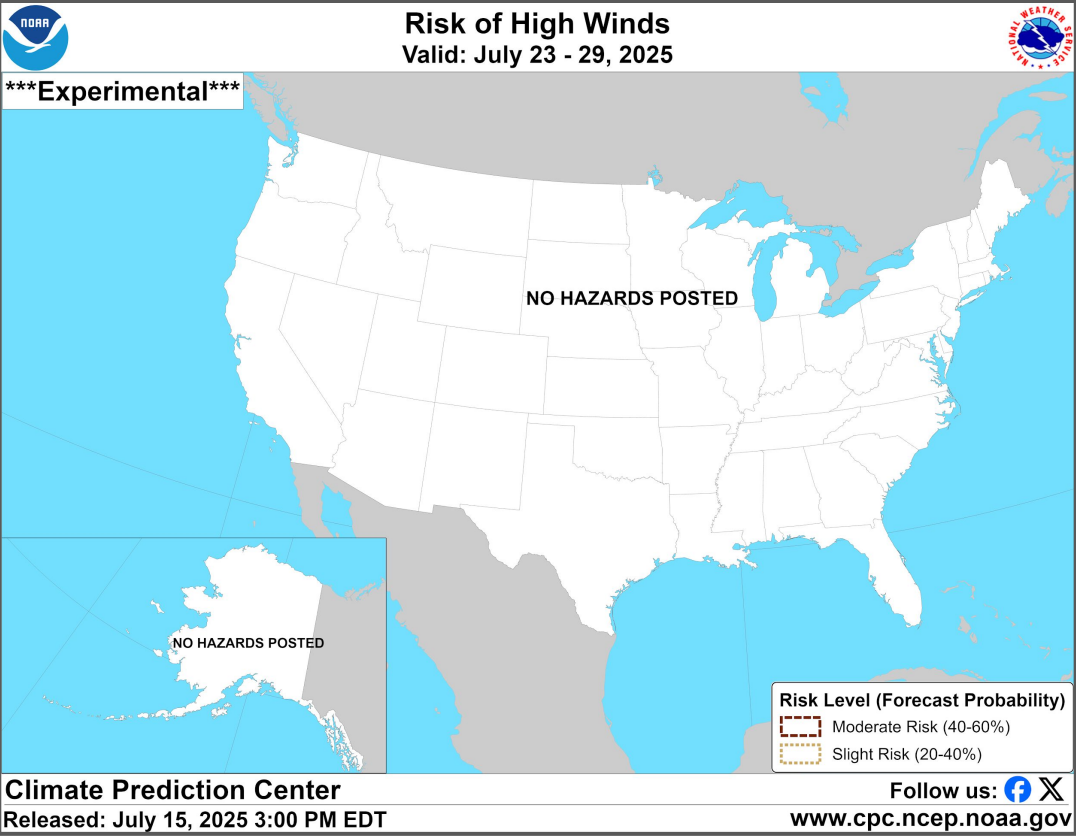 NOAA
Risk of High Winds
Valid: July 23 - 29, 2025
NATIONAL WEATHER SERVICE
***Experimental***
NO HAZARDS POSTED
NO HAZARDS POSTED
Risk Level (Forecast Probability)
Moderate Risk (40-60%)
Slight Risk (20-40%)
Climate Prediction Center
Follow us:
Released: July 15, 2025 3:00 PM EDT
www.cpc.ncep.noaa.gov